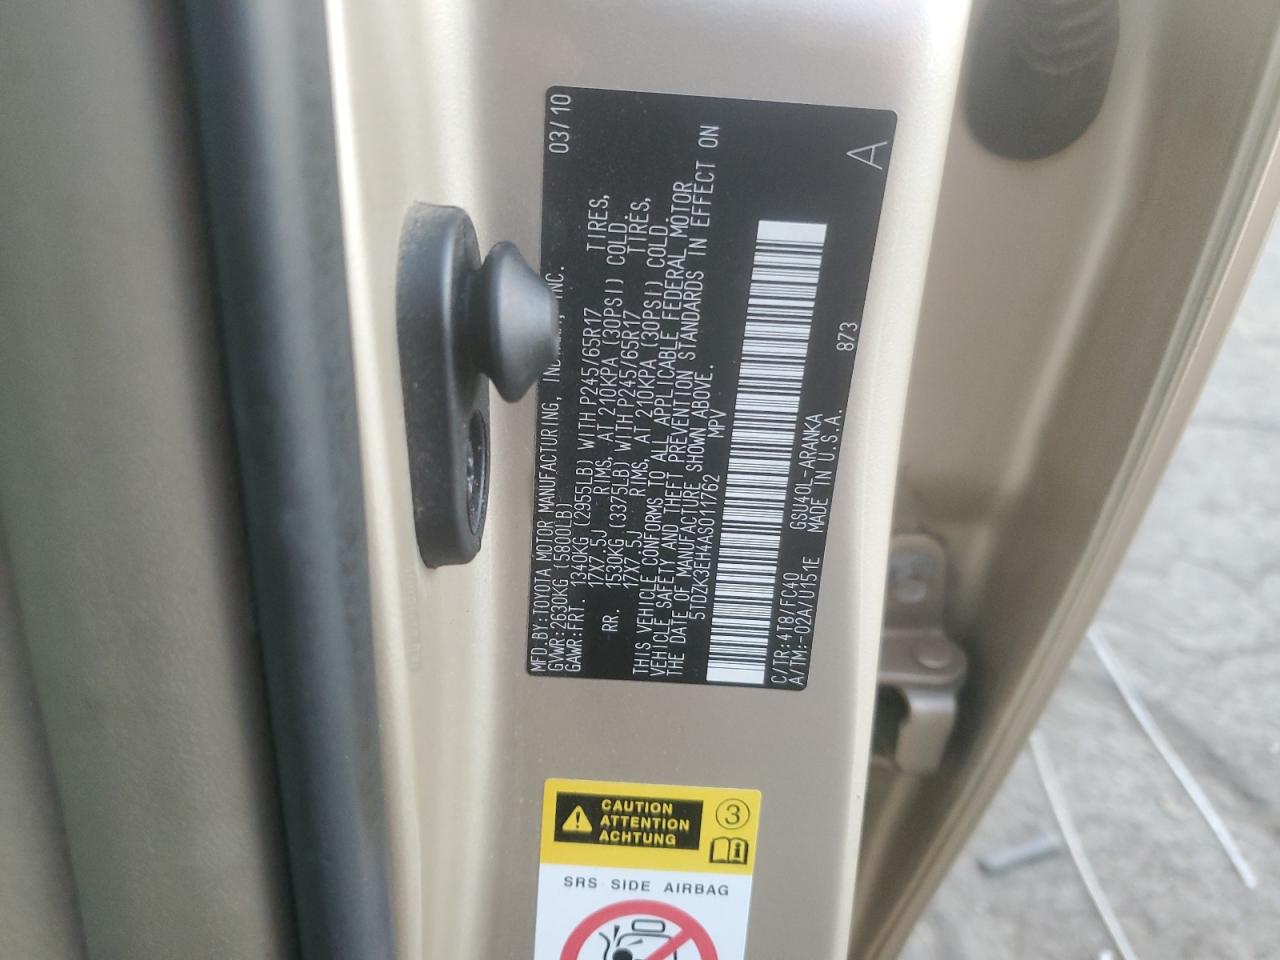 MFD.BY:TOYOTA MOTOR MANUFACTURING, INC. 03/10
GVWR:2630KG (5800LB)
GAWR:FRT. 1340KG (2955LB) WITH P245/65R17 TIRES,
17X7.5J RIMS, AT 210KPA (30PSI) COLD.
RR. 1530KG (3375LB) WITH P245/65R17 TIRES,
17X7.5J RIMS, AT 210KPA (30PSI) COLD.
THIS VEHICLE CONFORMS TO ALL APPLICABLE FEDERAL MOTOR
VEHICLE SAFETY AND THEFT PREVENTION STANDARDS IN EFFECT ON
THE DATE OF MANUFACTURE SHOWN ABOVE.
5TDZK3EH4AS011762 MPV
C/TR:4T8/FC40 GSU40L-ARANKA 873 A
A/TM:-02A/U151E MADE IN U.S.A.
CAUTION
ATTENTION
ACHTUNG
3
SRS SIDE AIRBAG